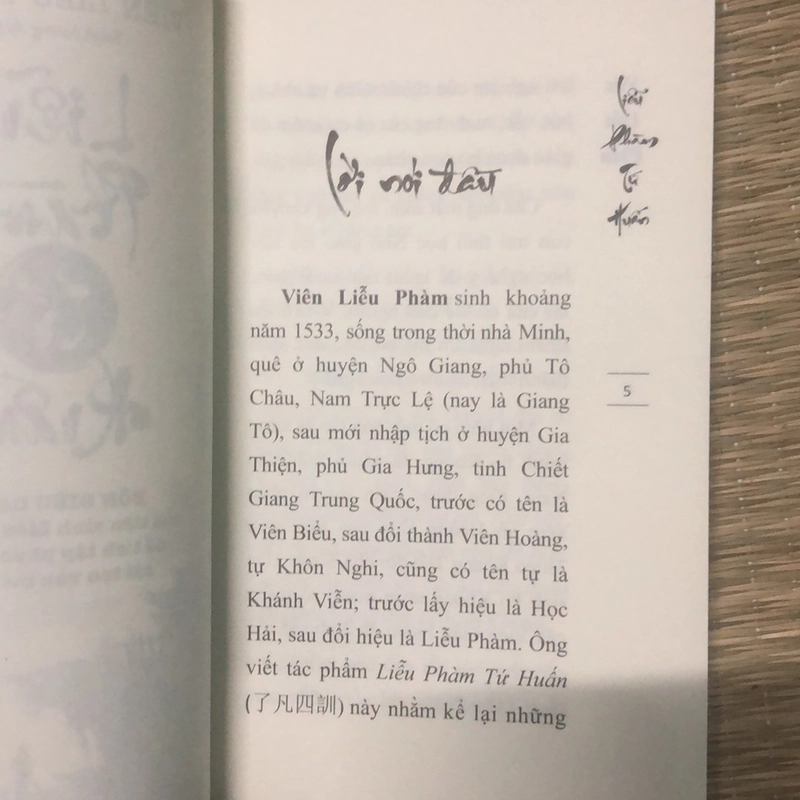 Lời nói đầu
Viên Liễu Phàm sinh khoảng
năm 1533, sống trong thời nhà Minh,
quê ở huyện Ngô Giang, phủ Tô
Châu, Nam Trực Lệ (nay là Giang
Tô), sau mới nhập tịch ở huyện Gia
Thiện, phủ Gia Hưng, tỉnh Chiết
Giang Trung Quốc, trước có tên là
Viên Biểu, sau đổi thành Viên Hoàng,
tự Khôn Nghi, cũng có tên tự là
Khánh Viễn; trước lấy hiệu là Học
Hải, sau đổi hiệu là Liễu Phàm. Ông
viết tác phẩm Liễu Phàm Tứ Huấn
(了凡四訓) này nhằm kể lại những
Liễu
Phàm
Tứ
Huấn
5